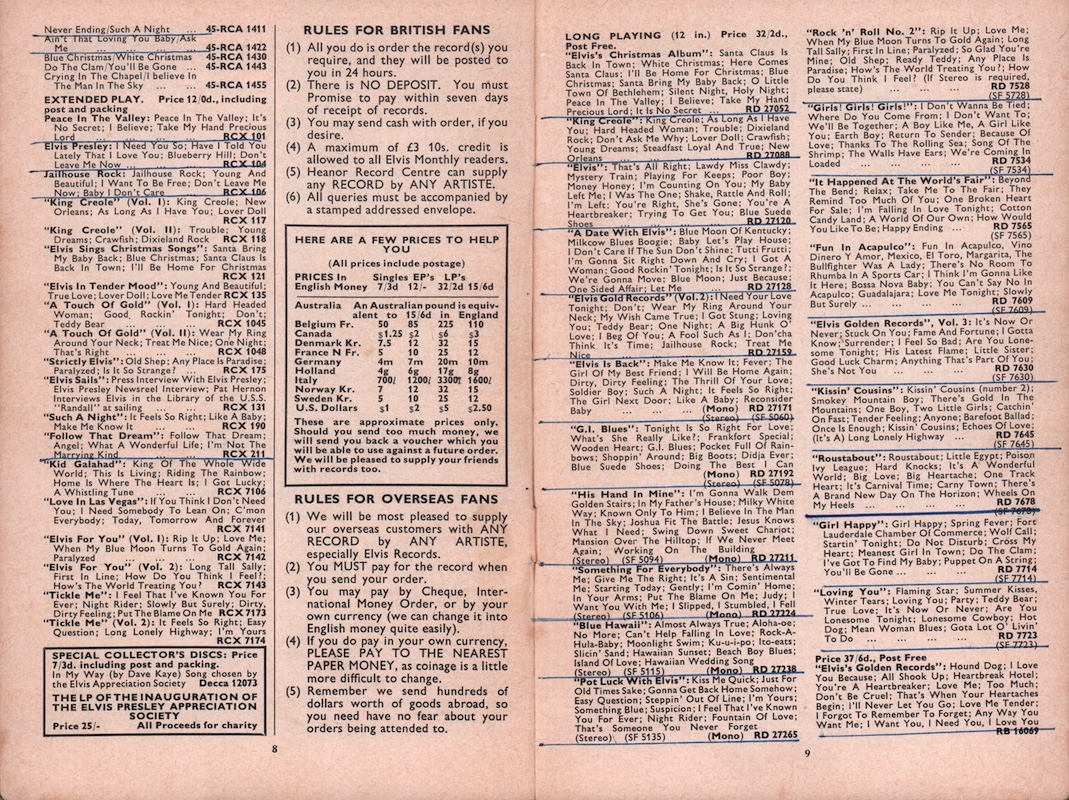 Never Ending/Such A Night ... 45-RCA 1411
Ain't That Loving You Baby/Ask
Me ... ... ... ... 45-RCA 1422
Blue Christmas/White Christmas 45-RCA 1430
Do The Clam/You'll Be Gone ... 45-RCA 1443
Crying In The Chapel/I believe In
The Man In The Sky ... 45-RCA 1455
EXTENDED PLAY. Price 12/0d., including
post and packing
Peace In The Valley: Peace In The Valley; It's
No Secret; I Believe; Take My Hand Precious
Lord ... ... ... ... RCX 101
Elvis Presley: I Need You So; Have I Told You
Lately That I Love You; Blueberry Hill; Don't
Leave Me Now ... ... ... RCX 104
Jailhouse Rock: Jailhouse Rock; Young And
Beautiful; I Want To Be Free; Don't Leave Me
Now; Baby I Don't Care ... RCX 106
"King Creole" (Vol. I): King Creole; New
Orleans; As Long As I Have You; Lover Doll
RCX 117
"King Creole" (Vol. II): Trouble; Young
Dreams; Crawfish; Dixieland Rock RCX 118
"Elvis Sings Christmas Songs": Santa Bring
My Baby Back; Blue Christmas; Santa Claus Is
Back In Town; I'll Be Home For Christmas
RCX 121
"Elvis In Tender Mood": Young And Beautiful;
True Love; Lover Doll; Love Me Tender RCX 135
"A Touch Of Gold" (Vol. I): Hard Headed
Woman; Good, Rockin' Tonight; Don't;
Teddy Bear ... ... ... RCX 1045
"A Touch Of Gold" (Vol. II): Wear My Ring
Around Your Neck; Treat Me Nice; One Night;
That's Right ... ... ... RCX 1048
"Strictly Elvis": Old Shep; Any Place Is Paradise;
Paralyzed; Is It So Strange? ... RCX 175
"Elvis Sails": Press Interview With Elvis Presley;
Elvis Presley Newsreel Interview; Pat Hernon
Interviews Elvis in the Library of the U.S.S.
"Randall" at sailing ... ... RCX 131
"Such A Night": It Feels So Right; Like A Baby;
Make Me Know It ... ... RCX 190
"Follow That Dream": Follow That Dream;
Angel; What A Wonderful Life; I'm Not The
Marrying Kind ... ... RCX 211
"Kid Galahad": King Of The Whole Wide
World; This Is Living; Riding The Rainbow;
Home Is Where The Heart Is; I Got Lucky;
A Whistling Tune ... ... RCX 7106
"Love In Las Vegas": If You Think I Don't Need
You; I Need Somebody To Lean On; C'mon
Everybody; Today, Tomorrow And Forever
RCX 7141
"Elvis For You" (Vol. I): Rip It Up; Love Me;
When My Blue Moon Turns To Gold Again;
Paralyzed ... ... ... RCX 7142
"Elvis For You" (Vol. 2): Long Tall Sally;
First In Line; How Do You Think I Feel?;
How's The World Treating You? RCX 7143
"Tickle Me": I Feel That I've Known You For
Ever; Night Rider; Slowly But Surely; Dirty,
Dirty Feeling; Put The Blame On Me RCX 7173
"Tickle Me" (Vol. 2): It Feels So Right; Easy
Question; Long Lonely Highway; I'm Yours
RCX 7174
SPECIAL COLLECTOR'S DISCS: Price
7/3d. including post and packing.
In My Way (by Dave Kaye) Song chosen by
the Elvis Appreciation Society Decca 12073
THE LP OF THE INAUGURATION OF
THE ELVIS PRESLEY APPRECIATION
SOCIETY
Price 25/- All Proceeds for charity
RULES FOR BRITISH FANS
(1) All you do is order the record(s) you
require, and they will be posted to
you in 24 hours.
(2) There is NO DEPOSIT. You must
Promise to pay within seven days
of receipt of records.
(3) You may send cash with order, if you
desire.
(4) A maximum of £3 10s. credit is
allowed to all Elvis Monthly readers.
(5) Heanor Record Centre can supply
any RECORD by ANY ARTISTE.
(6) All queries must be accompanied by
a stamped addressed envelope.
HERE ARE A FEW PRICES TO HELP
YOU
(All prices include postage)
PRICES In Singles EP's LP's
English Money 7/3d 12/- 32/2d 15/6d
Australia An Australian pound is equiv-
alent to 15/6d in England
Belgium Fr. 50 85 225 110
Canada $1.25 $2 $6 $3
Denmark Kr. 7.5 12 32 15
France N Fr. 5 10 25 12
Germany 4m 7m 20m 10m
Holland 4g 6g 17g 8g
Italy 700l 1200l 3300l 1600l
Norway Kr. 7 12 32 15
Sweden Kr. 5 10 25 12
U.S. Dollars $1 $2 $5 $2.50
These are approximate prices only.
Should you send too much money, we
will send you back a voucher which you
will be able to use against a future order.
We will be pleased to supply your friends
with records too.
RULES FOR OVERSEAS FANS
(1) We will be most pleased to supply
our overseas customers with ANY
RECORD by ANY ARTISTE,
especially Elvis Records.
(2) You MUST pay for the record when
you send your order.
(3) You may pay by Cheque, Inter-
national Money Order, or by your
own currency (we can change it into
English money quite easily).
(4) If you do pay in your own currency,
PLEASE PAY TO THE NEAREST
PAPER MONEY, as coinage is a little
more difficult to change.
(5) Remember we send hundreds of
dollars worth of goods abroad, so
you need have no fear about your
orders being attended to.
8
LONG PLAYING (12 in.) Price 32/2d.,
Post Free.
"Elvis's Christmas Album": Santa Claus Is
Back In Town; White Christmas; Here Comes
Santa Claus; I'll Be Home For Christmas; Blue
Christmas; Santa Bring My Baby Back; O Little
Town Of Bethlehem; Silent Night, Holy Night;
Peace In The Valley; I Believe; Take My Hand
Precious Lord; It Is No Secret ... RD 27052
"King Creole": King Creole; As Long As I Have
You; Hard Headed Woman; Trouble; Dixieland
Rock; Don't Ask Me Why; Lover Doll; Crawfish;
Young Dreams; Steadfast Loyal And True; New
Orleans ... ... ... RD 27088
"Elvis": That's All Right; Lawdy Miss Clawdy;
Mystery Train; Playing For Keeps; Poor Boy;
Money Honey; I'm Counting On You; My Baby
Left Me; I Was The One; Shake, Rattle And Roll;
I'm Left; You're Right, She's Gone; You're A
Heartbreaker; Trying To Get You; Blue Suede
Shoes ... ... ... RD 27120
"A Date With Elvis": Blue Moon Of Kentucky;
Milkcow Blues Boogie; Baby Let's Play House;
I Don't Care If The Sun Don't Shine; Tutti Frutti;
I'm Gonna Sit Right Down And Cry; I Got A
Woman; Good Rockin' Tonight; Is It So Strange?;
We're Gonna Move; Blue Moon; Just Because;
One Sided Affair; Let Me ... RD 27128
"Elvis Gold Records" (Vol. 2): I Need Your Love
Tonight; Don't; Wear My Ring Around Your
Neck; My Wish Came True; I Got Stung; Loving
You; Teddy Bear; One Night; A Big Hunk O'
Love; I Beg Of You; A Fool Such As I; Don'cha
Think It's Time; Jailhouse Rock; Treat Me
Nice ... ... ... RD 27159
"Elvis Is Back": Make Me Know It; Fever; The
Girl Of My Best Friend; I Will Be Home Again;
Dirty, Dirty Feeling; The Thrill Of Your Love;
Soldier Boy; Such A Night; It Feels So Right;
The Girl Next Door; Like A Baby; Reconsider
Baby ... ... ... (Mono) RD 27171
(Stereo) (SF 5060)
"G.I. Blues": Tonight Is So Right For Love;
What's She Really Like?; Frankfort Special;
Wooden Heart; G.I. Blues; Pocket Full Of Rain-
bows; Shoppin' Around; Big Boots; Didja Ever;
Blue Suede Shoes; Doing The Best I Can
(Mono) RD 27192
(Stereo) (SF 5078)
"His Hand In Mine": I'm Gonna Walk Dem
Golden Stairs; In My Father's House; Milky White
Way; Known Only To Him; I Believe In The Man
In The Sky; Joshua Fit The Battle; Jesus Knows
What I Need; Swing Down Sweet Chariot;
Mansion Over The Hilltop; If We Never Meet
Again; Working On The Building
(Stereo) (SF 5094) (Mono) RD 27211
"Something For Everybody": There's Always
Me; Give Me The Right; It's A Sin; Sentimental
Me; Starting Today; Gently; I'm Comin' Home;
In Your Arms; Put The Blame On Me; Judy; I
Want You With Me; I Slipped, I Stumbled, I Fell
(Stereo) (SF 5106) (Mono) RD 27224
"Blue Hawaii": Almost Always True; Aloha-oe;
No More; Can't Help Falling In Love; Rock-A-
Hula-Baby; Moonlight Swim; Ku-u-i-po; Ito-eats;
Slicin' Sand; Hawaiian Sunset; Beach Boy Blues;
Island Of Love; Hawaiian Wedding Song
(Stereo) (SF 5115) (Mono) RD 27238
"Pot Luck With Elvis": Kiss Me Quick; Just For
Old Times Sake; Gonna Get Back Home Somehow;
Easy Question; Steppin' Out Of Line; I'm Yours;
Something Blue; Suspicion; I Feel That I've Known
You For Ever; Night Rider; Fountain Of Love;
That's Someone You Never Forget
(Stereo) (SF 5135) (Mono) RD 27265
"Rock 'n' Roll No. 2": Rip It Up; Love Me;
When My Blue Moon Turns To Gold Again; Long
Tall Sally; First In Line; Paralyzed; So Glad You're
Mine; Old Shep; Ready Teddy; Any Place Is
Paradise; How's The World Treating You?; How
Do You Think I Feel? (If Stereo is required,
please state) ... ... ... RD 7528
(SF 5728)
"Girls! Girls! Girls!": I Don't Wanna Be Tied;
Where Do You Come From; I Don't Want To;
We'll Be Together; A Boy Like Me, A Girl Like
You; Earth Boy; Return To Sender; Because Of
Love; Thanks To The Rolling Sea; Song Of The
Shrimp; The Walls Have Ears; We're Coming In
Loaded ... ... ... RD 7534
(SF 7534)
"It Happened At The World's Fair": Beyond
The Bend; Relax; Take Me To The Fair; They
Remind Too Much Of You; One Broken Heart
For Sale; I'm Falling In Love Tonight; Cotton
Candy Land; A World Of Our Own; How Would
You Like To Be; Happy Ending ... RD 7565
(SF 7565)
"Fun In Acapulco": Fun In Acapulco, Vino
Dinero Y Amor, Mexico, El Toro, Margarita, The
Bullfighter Was A Lady; There's No Room To
Rhumba In A Sports Car; I Think I'm Gonna Like
It Here; Bossa Nova Baby; You Can't Say No In
Acapulco; Guadalajara; Love Me Tonight; Slowly
But Surely ... ... ... RD 7609
(SF 7609)
"Elvis Golden Records", Vol. 3: It's Now Or
Never; Stuck On You; Fame And Fortune; I Gotta
Know; Surrender; I Feel So Bad; Are You Lone-
some Tonight; His Latest Flame; Little Sister;
Good Luck Charm; Anything That's Part Of You;
She's Not You ... ... ... RD 7630
(SF 7630)
"Kissin' Cousins": Kissin' Cousins (number 2);
Smokey Mountain Boy; There's Gold In The
Mountains; One Boy, Two Little Girls; Catchin'
On Fast; Tender Feeling; Anyone; Barefoot Ballad;
Once Is Enough; Kissin' Cousins; Echoes Of Love;
(It's A) Long Lonely Highway ... RD 7645
(SF 7645)
"Roustabout": Roustabout; Little Egypt; Poison
Ivy League; Hard Knocks; It's A Wonderful
World; Big Love, Big Heartache; One Track
Heart; It's Carnival Time; Carny Town; There's
A Brand New Day On The Horizon; Wheels On
My Heels ... ... ... RD 7678
(SF 7678)
"Girl Happy": Girl Happy; Spring Fever; Fort
Lauderdale Chamber Of Commerce; Wolf Call;
Startin' Tonight; Do Not Disturb; Cross My
Heart; Meanest Girl In Town; Do The Clam;
I've Got To Find My Baby; Puppet On A String;
You'll Be Gone ... ... ... RD 7714
(SF 7714)
"Loving You": Flaming Star; Summer Kisses,
Winter Tears; Loving You; Party; Teddy Bear;
True Love; It's Now Or Never; Are You
Lonesome Tonight; Lonesome Cowboy; Hot
Dog; Mean Woman Blues; Gota Lot O' Livin'
To Do ... ... ... RD 7723
(SF 7723)
Price 37/6d., Post Free
"Elvis's Golden Records": Hound Dog; I Love
You Because; All Shook Up; Heartbreak Hotel;
You're A Heartbreaker; Love Me; Too Much;
Don't Be Cruel; That's When Your Heartaches
Begin; I'll Never Let You Go; Love Me Tender;
I Forgot To Remember To Forget; Any Way You
Want Me; I Want You, I Need You, I Love You
RB 16069
9